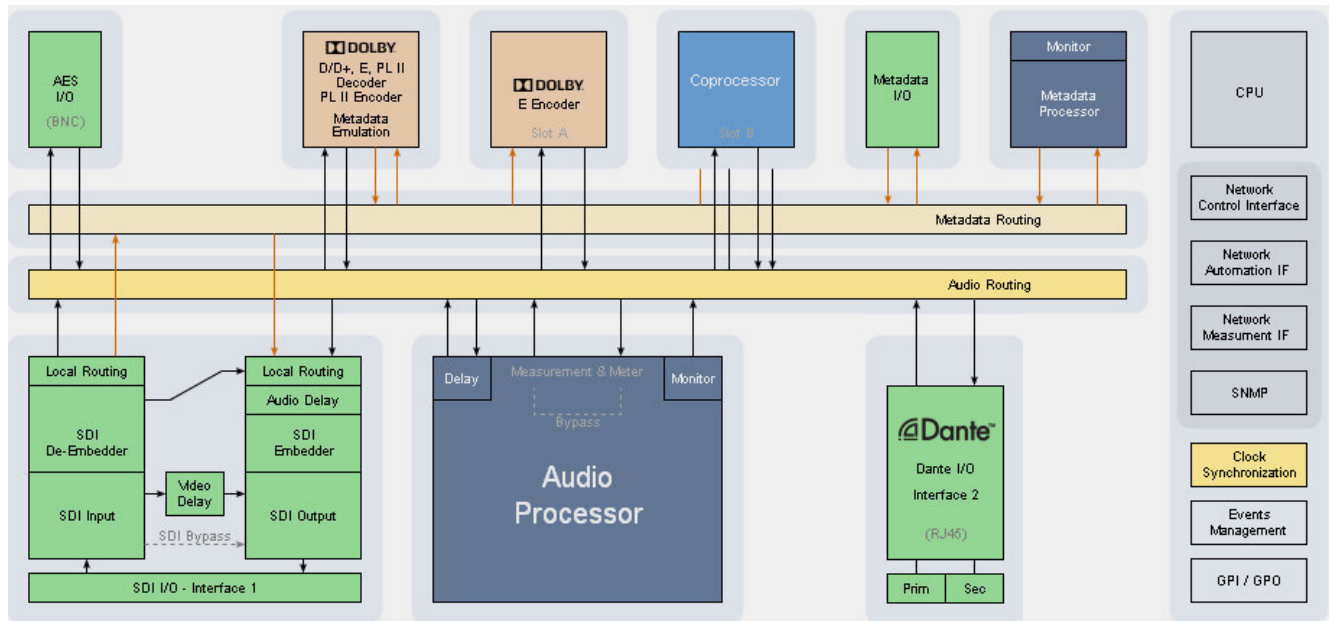 AES
I/O
(BNC)
DOLBY
D/D+, E, PL II
Decoder
PL II Encoder
Metadata
Emulation
DOLBY
E Encoder
Slot A
Coprocessor
Slot B
Metadata
I/O
Monitor
Metadata
Processor
CPU
Network
Control Interface
Network
Automation IF
Network
Measument IF
SNMP
Clock
Synchronization
Events
Management
GPI / GPO
Metadata Routing
Audio Routing
Local Routing
SDI
De-Embedder
SDI Input
Video
Delay
SDI Bypass
Local Routing
Audio Delay
SDI
Embedder
SDI Output
SDI I/O - Interface 1
Delay
Measurement & Meter
Monitor
Bypass
Audio
Processor
Dante™
Dante I/O
Interface 2
(RJ45)
Prim
Sec